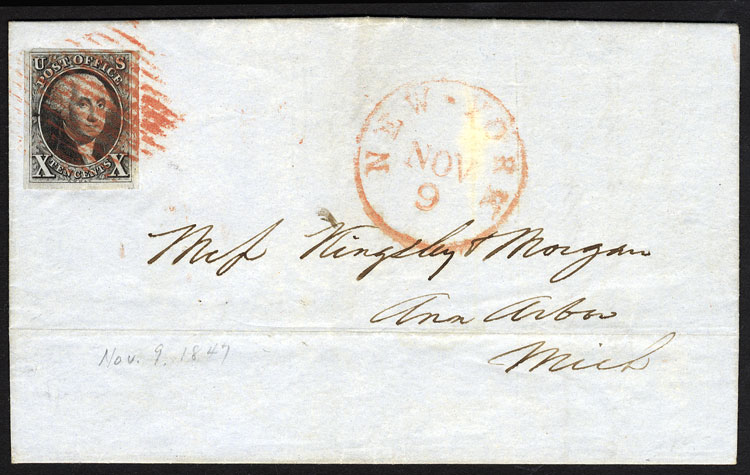 U S
POST OFFICE
X TEN CENTS X
NEW · YORK
NOV
9
Mess Kingsley & Morgan
Ann Arbor
Mich
Nov. 9, 1847